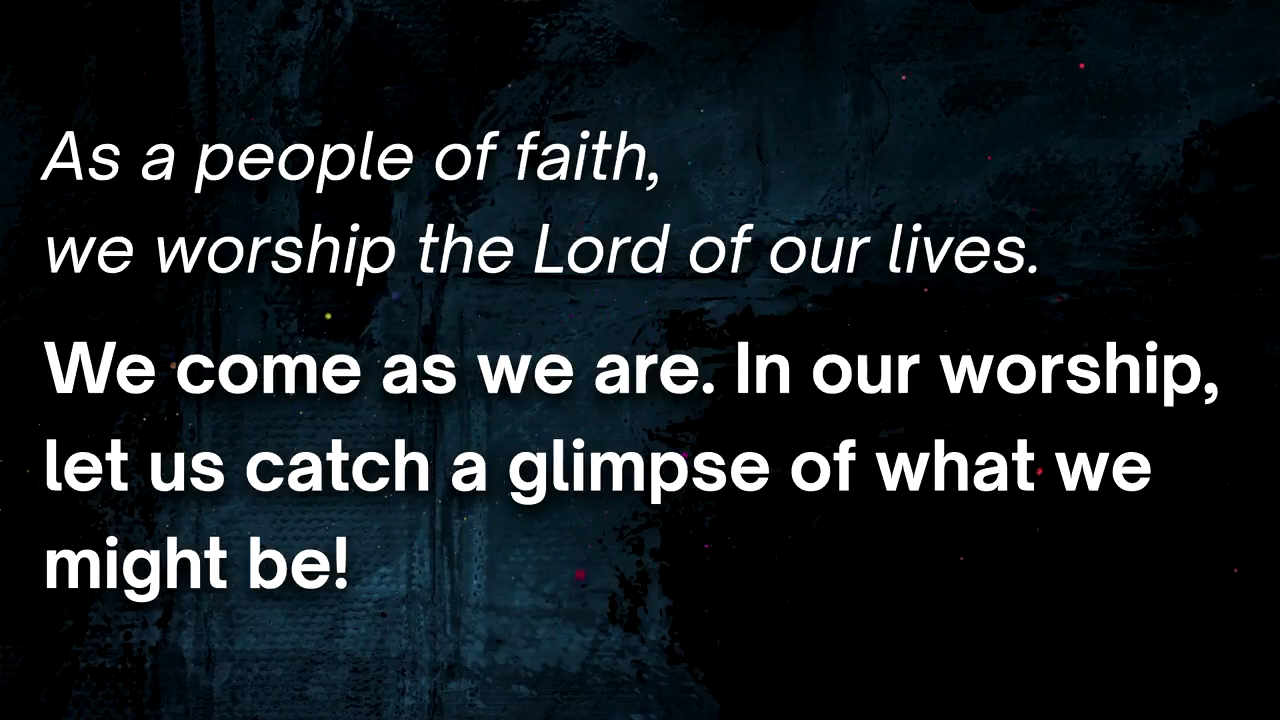 As a people of faith,
we worship the Lord of our lives.
We come as we are. In our worship,
let us catch a glimpse of what we
might be!